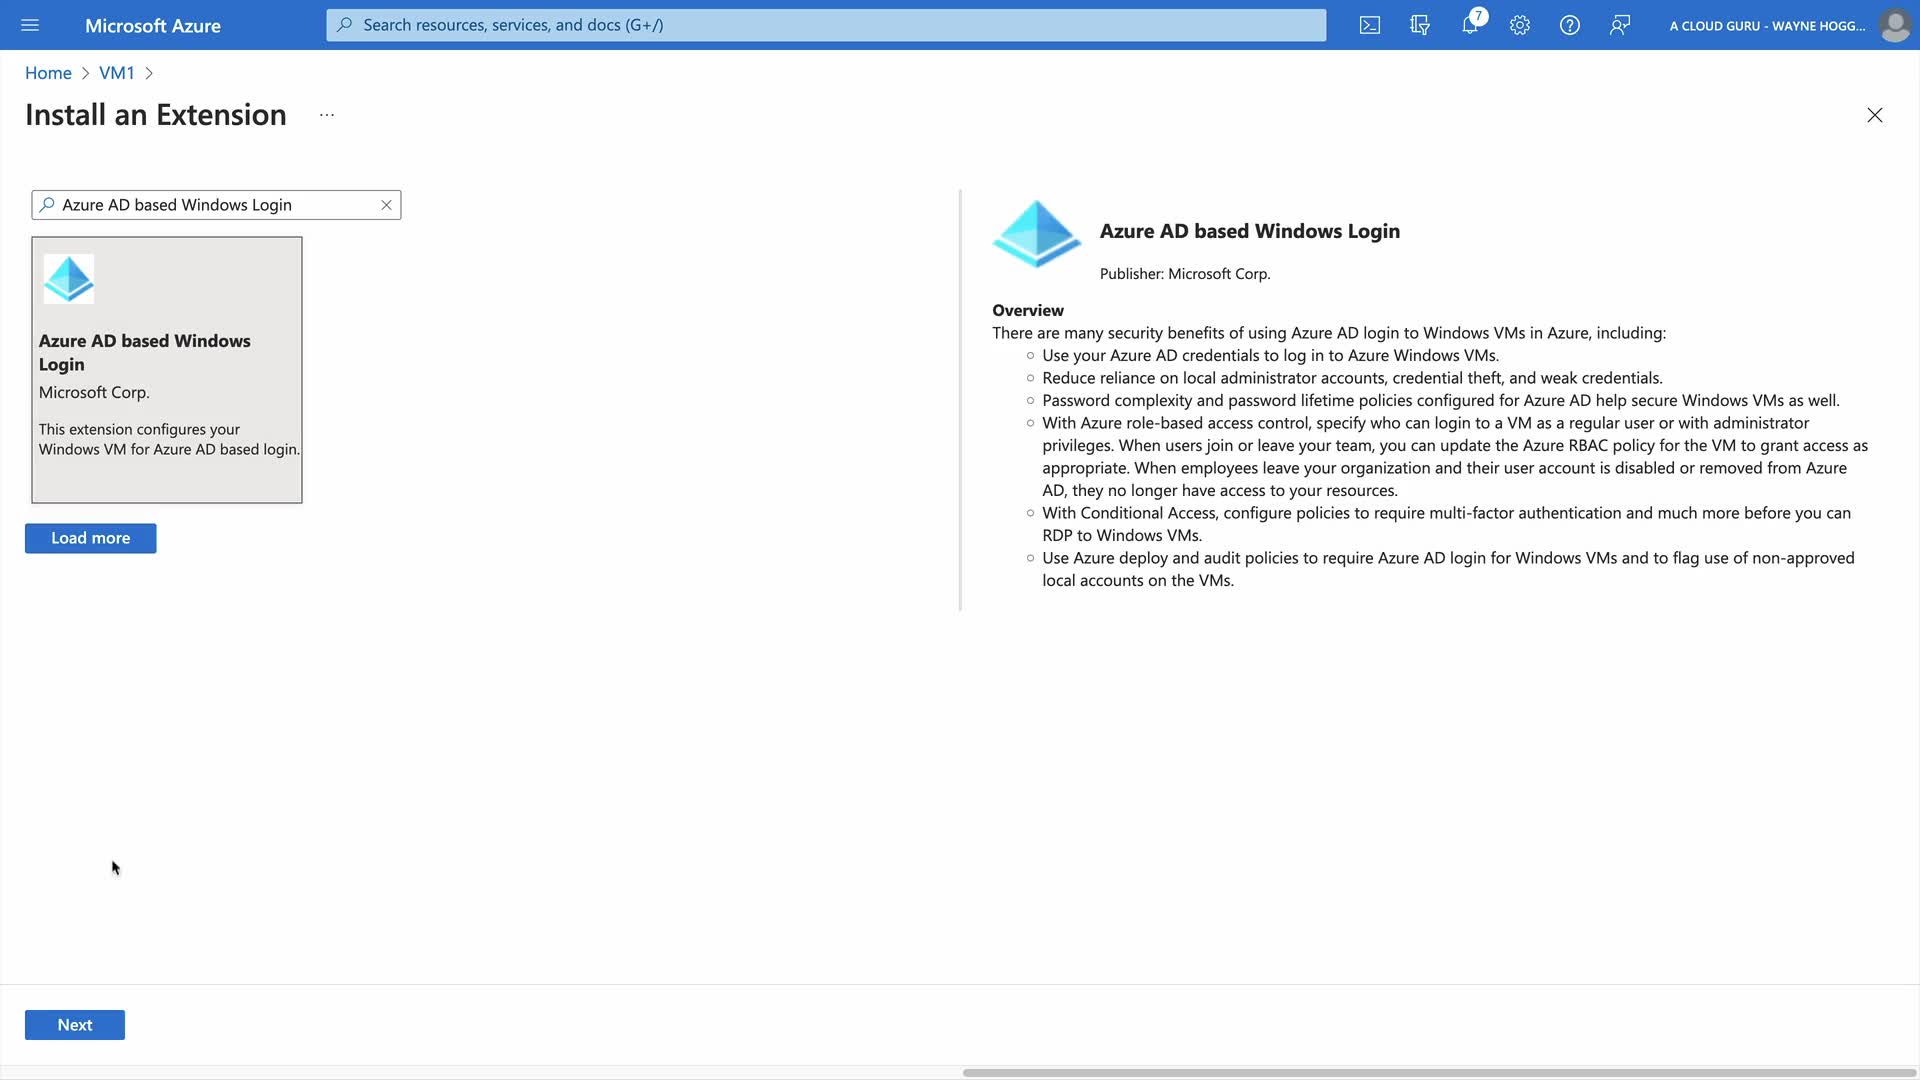 Microsoft Azure
Search resources, services, and docs (G+/)
7
A CLOUD GURU - WAYNE HOGG...
Home > VM1 >
Install an Extension ...
Azure AD based Windows Login
Azure AD based Windows
Login
Microsoft Corp.
This extension configures your
Windows VM for Azure AD based login.
Load more
Azure AD based Windows Login
Publisher: Microsoft Corp.
Overview
There are many security benefits of using Azure AD login to Windows VMs in Azure, including:
Use your Azure AD credentials to log in to Azure Windows VMs.
Reduce reliance on local administrator accounts, credential theft, and weak credentials.
Password complexity and password lifetime policies configured for Azure AD help secure Windows VMs as well.
With Azure role-based access control, specify who can login to a VM as a regular user or with administrator
privileges. When users join or leave your team, you can update the Azure RBAC policy for the VM to grant access as
appropriate. When employees leave your organization and their user account is disabled or removed from Azure
AD, they no longer have access to your resources.
With Conditional Access, configure policies to require multi-factor authentication and much more before you can
RDP to Windows VMs.
Use Azure deploy and audit policies to require Azure AD login for Windows VMs and to flag use of non-approved
local accounts on the VMs.
Next